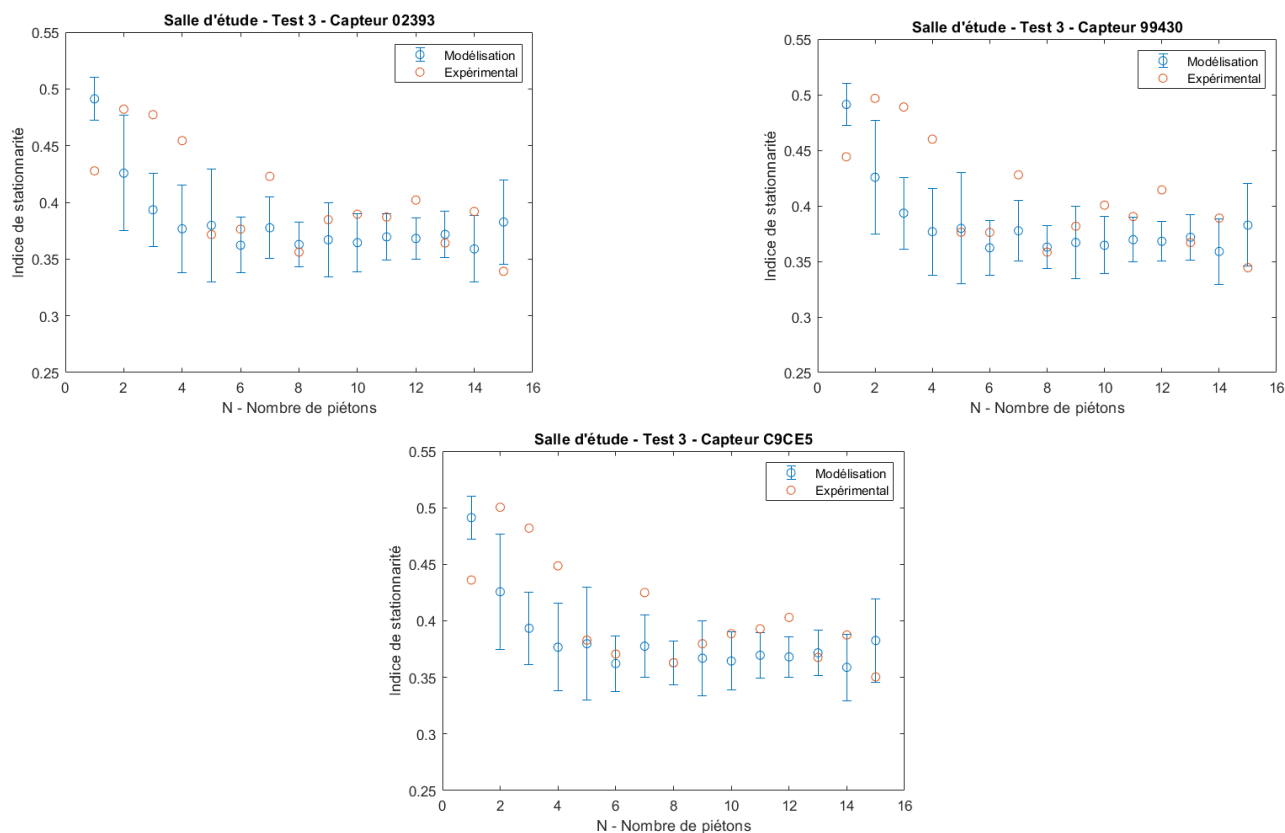 Salle d'étude - Test 3 - Capteur 02393
0.55
0.5
0.45
0.4
0.35
0.3
0.25
Indice de stationnarité
Modélisation
Expérimental
0 2 4 6 8 10 12 14 16
N - Nombre de piétons
Salle d'étude - Test 3 - Capteur 99430
0.55
0.5
0.45
0.4
0.35
0.3
0.25
Indice de stationnarité
Modélisation
Expérimental
0 2 4 6 8 10 12 14 16
N - Nombre de piétons
Salle d'étude - Test 3 - Capteur C9CE5
0.55
0.5
0.45
0.4
0.35
0.3
0.25
Indice de stationnarité
Modélisation
Expérimental
0 2 4 6 8 10 12 14 16
N - Nombre de piétons